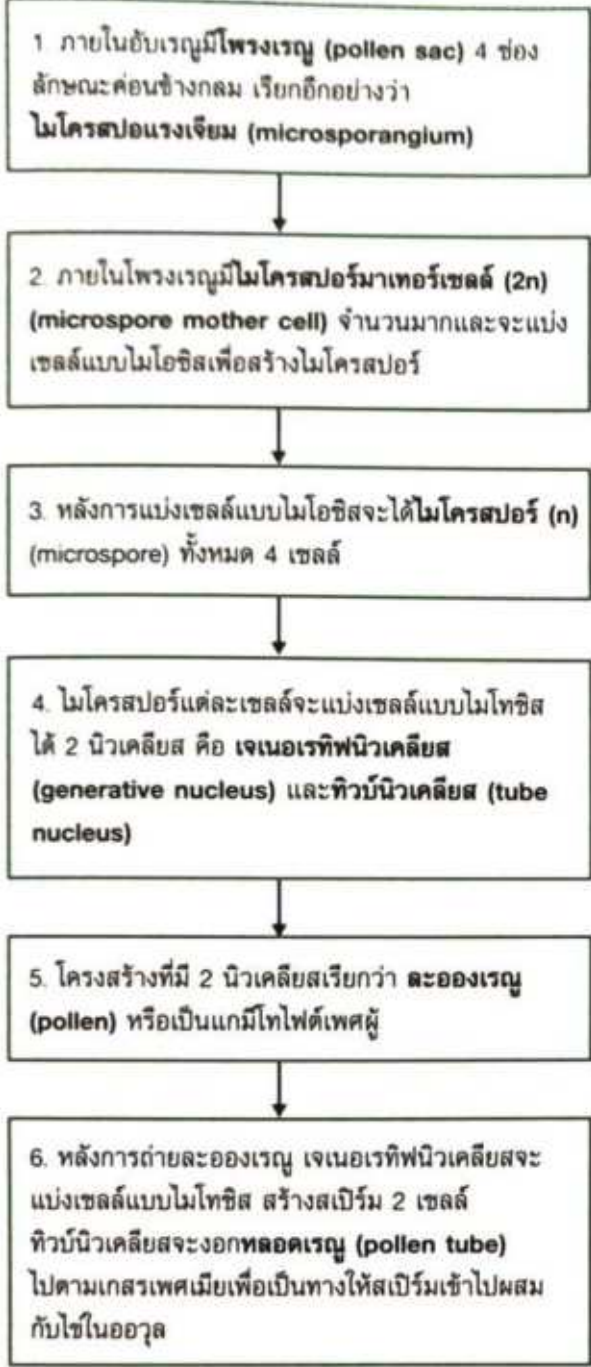 1. ภายในอับเรณูมีโพรงเรณู (pollen sac) 4 ช่อง
ลักษณะค่อนข้างกลม เรียกอีกอย่างว่า
ไมโครสปอแรงเจียม (microsporangium)
2. ภายในโพรงเรณูมีไมโครสปอร์มาเทอร์เซลล์ (2n)
(microspore mother cell) จำนวนมากและจะแบ่ง
เซลล์แบบไมโอซิสเพื่อสร้างไมโครสปอร์
3. หลังการแบ่งเซลล์แบบไมโอซิสจะได้ไมโครสปอร์ (n)
(microspore) ทั้งหมด 4 เซลล์
4. ไมโครสปอร์แต่ละเซลล์จะแบ่งเซลล์แบบไมโทซิส
ได้ 2 นิวเคลียส คือ เจเนอเรทิฟนิวเคลียส
(generative nucleus) และทิวบ์นิวเคลียส (tube
nucleus)
5. โครงสร้างที่มี 2 นิวเคลียสเรียกว่า ละอองเรณู
(pollen) หรือเป็นแกมีโทไฟต์เพศผู้
6. หลังการถ่ายละอองเรณู เจเนอเรทิฟนิวเคลียสจะ
แบ่งเซลล์แบบไมโทซิส สร้างสเปิร์ม 2 เซลล์
ทิวบ์นิวเคลียสจะงอกหลอดเรณู (pollen tube)
ไปตามเกสรเพศเมียเพื่อเป็นทางให้สเปิร์มเข้าไปผสม
กับไข่ในออวุล